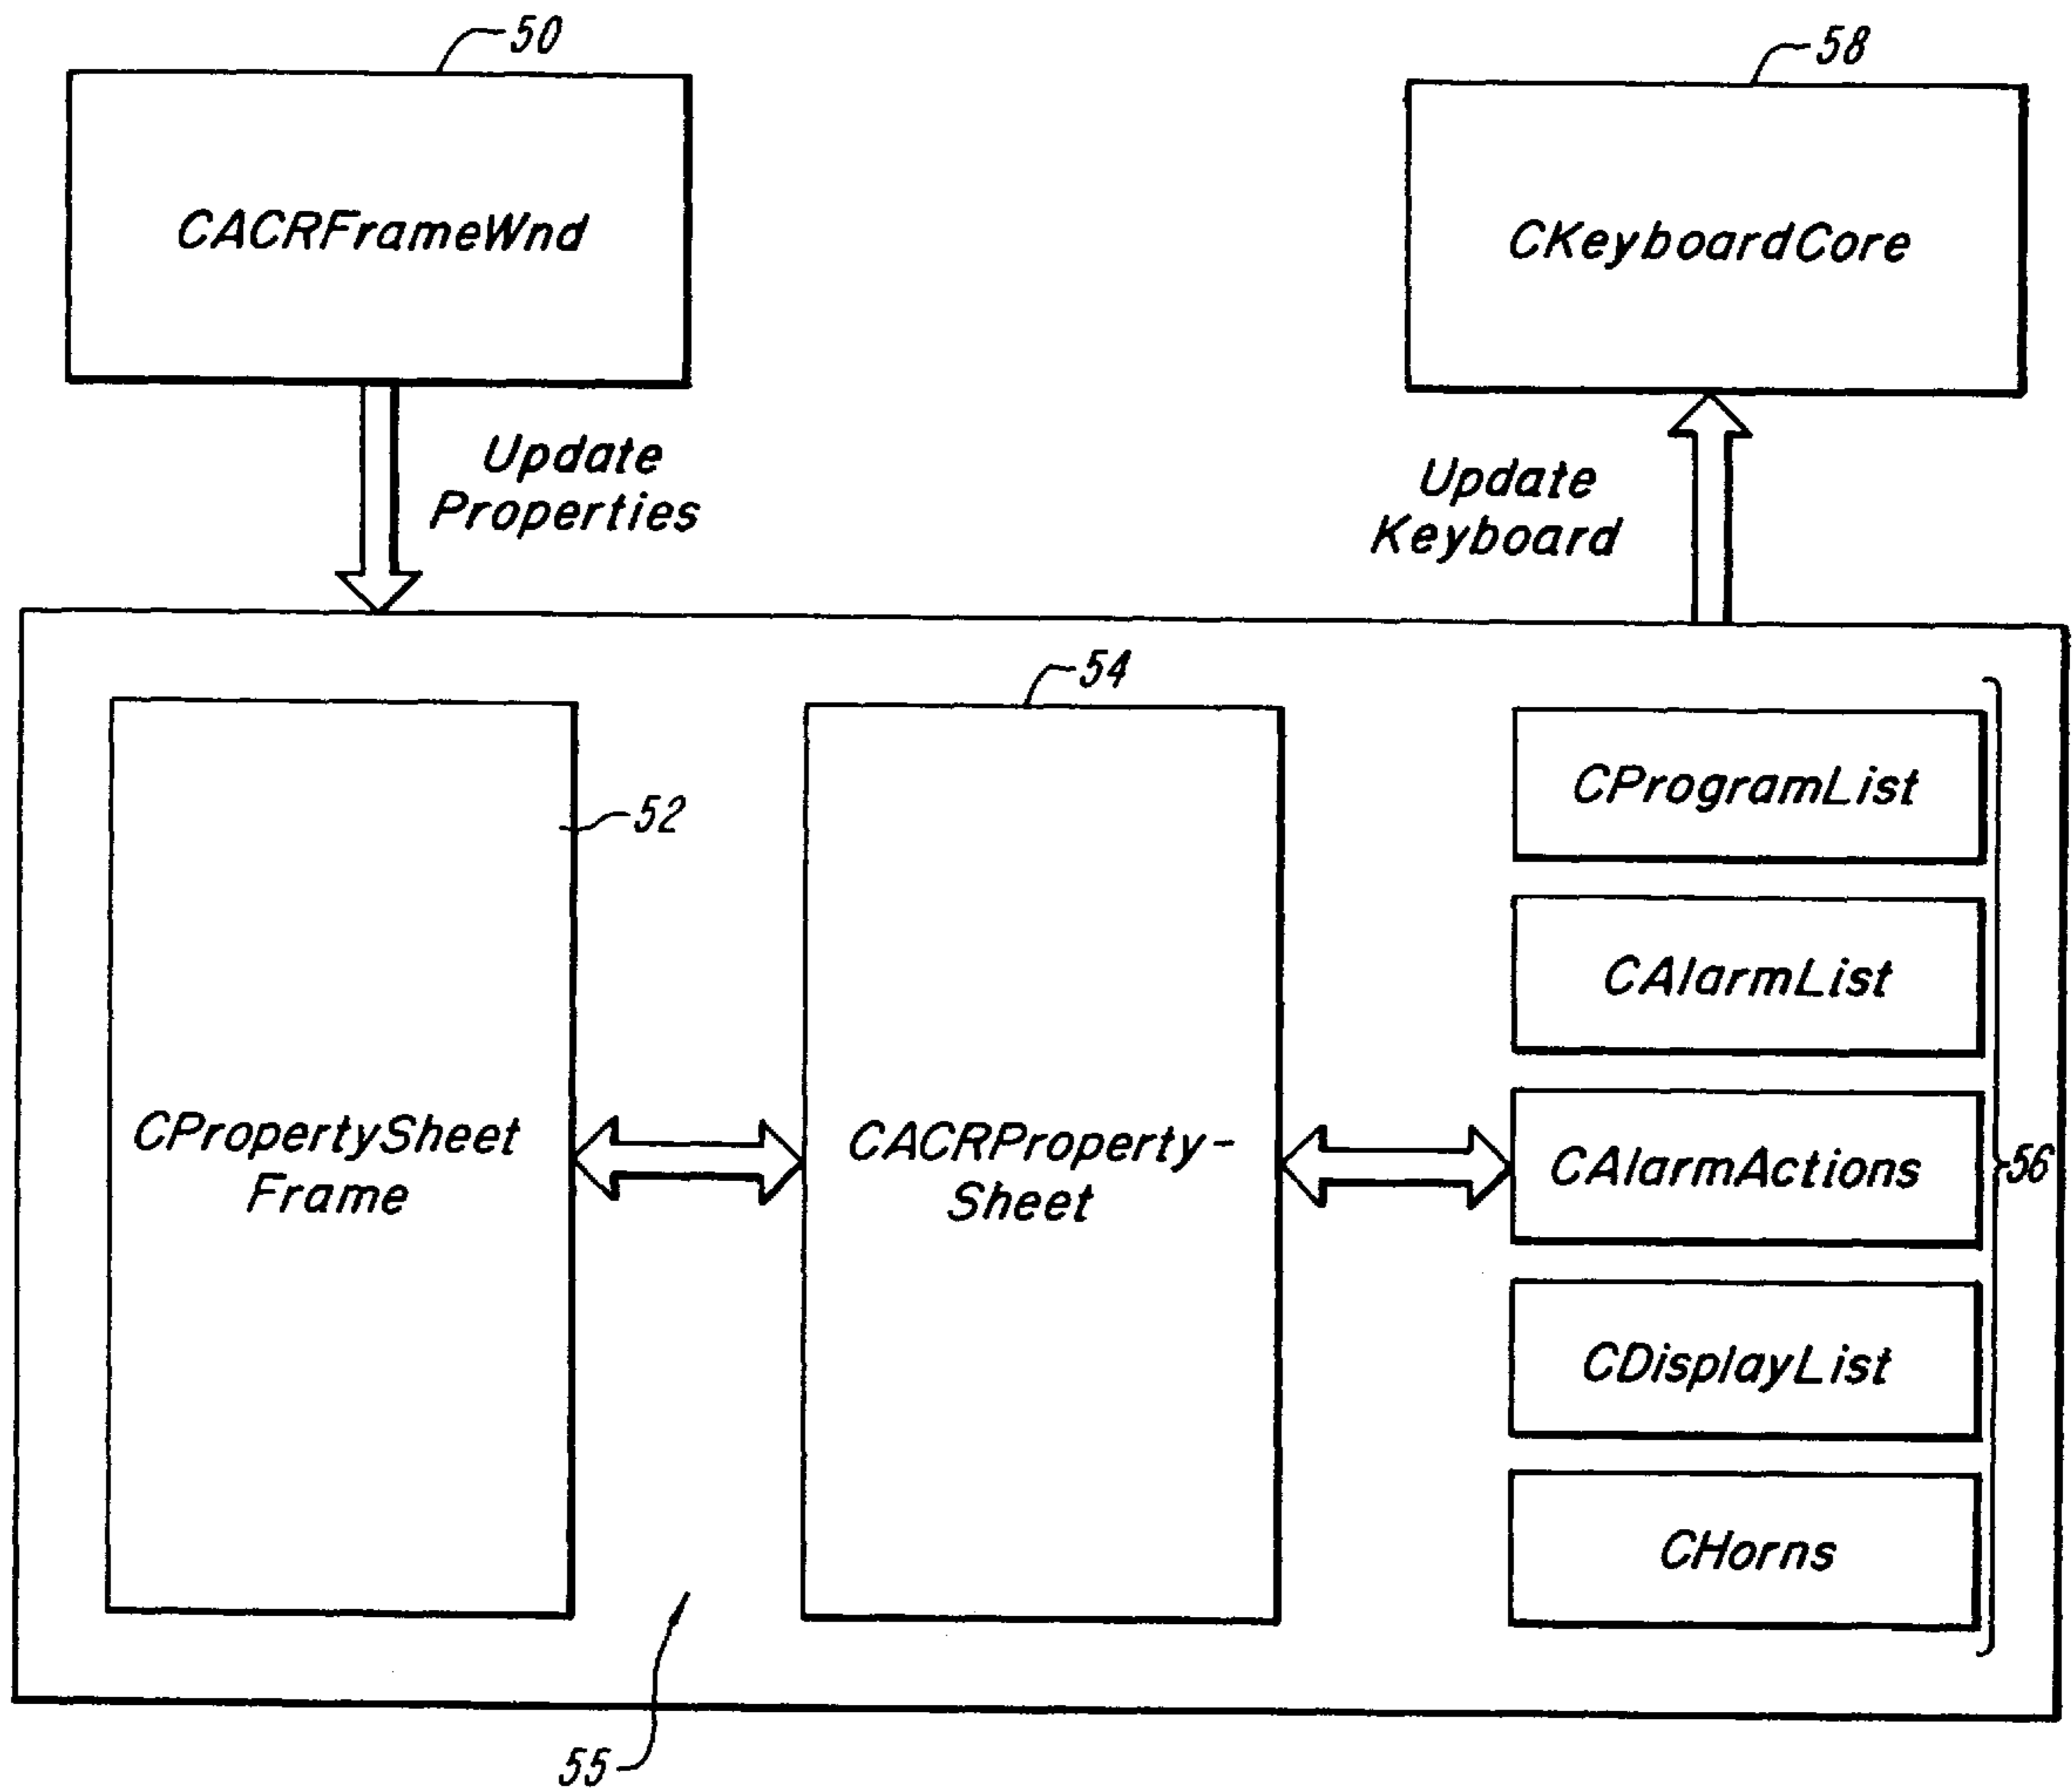 50
58
CACRFrameWnd
CKeyboardCore
Update
Properties
Update
Keyboard
54
52
CPropertySheet
Frame
CACRProperty-
Sheet
CProgramList
CAlarmList
CAlarmActions
CDisplayList
CHorns
56
55